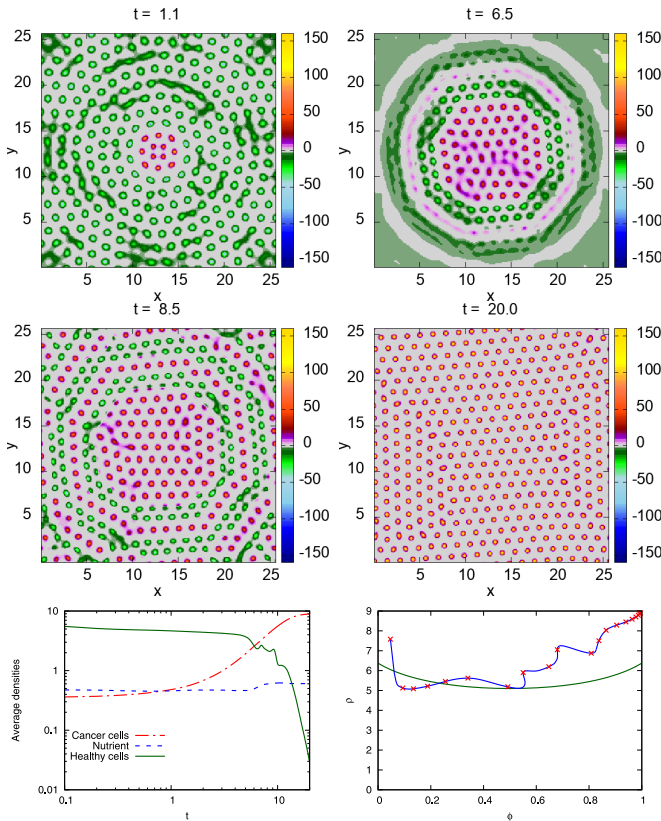 t = 1.1
t = 6.5
25
20
15
10
5
y
5 10 15 20 25
x
150
100
50
0
-50
-100
-150
25
20
15
10
5
y
5 10 15 20 25
x
150
100
50
0
-50
-100
-150
t = 8.5
t = 20.0
25
20
15
10
5
y
5 10 15 20 25
x
150
100
50
0
-50
-100
-150
25
20
15
10
5
y
5 10 15 20 25
x
150
100
50
0
-50
-100
-150
Average densities
10
1
0.1
0.01
Cancer cells
Nutrient
Healthy cells
0.1 1 10
t
ρ
9
8
7
6
5
4
3
2
1
0
0 0.2 0.4 0.6 0.8 1
ϕ